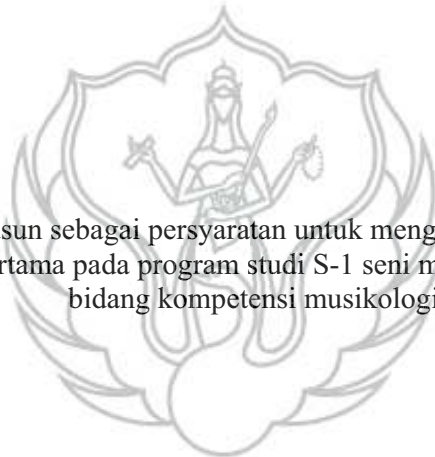 sun sebagai persyaratan untuk meng
rtama pada program studi S-1 seni m
bidang kompetensi musikologi